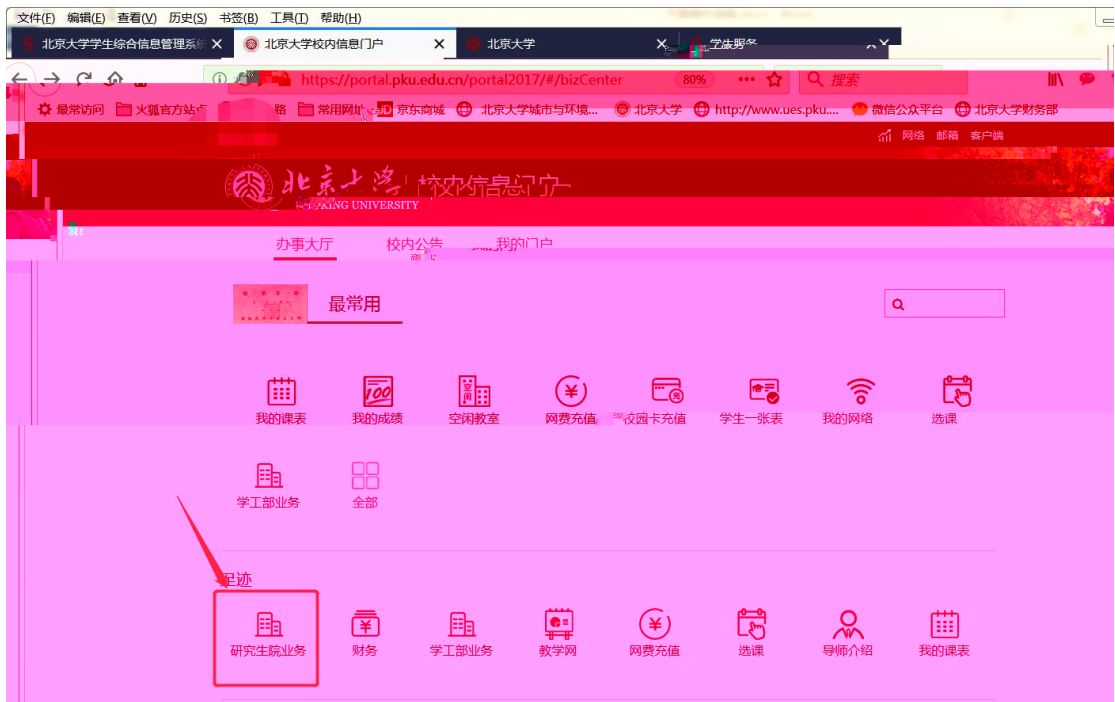 文件(F) 编辑(E) 查看(V) 历史(S) 书签(B) 工具(T) 帮助(H)
北京大学学生综合信息管理系统 北京大学校内信息门户 北京大学
https://portal.pku.edu.cn/portal2017/#/bizCenter 80% 搜索
最常访问 火狐官方站点 常用网址 JD 京东商城 北京大学城市与环境... 北京大学 http://www.ues.pku.... 微信公众平台 北京大学财务部
网络 邮箱 客户端
北京大学 校内信息门户
PEKING UNIVERSITY
办事大厅 校内公告 我的门户
最常用
我的课表 我的成绩 空闲教室 网费充值 校园卡充值 学生一张表 我的网络 选课
学工部业务 全部
足迹
研究生院业务 财务 学工部业务 教学网 网费充值 选课 导师介绍 我的课表